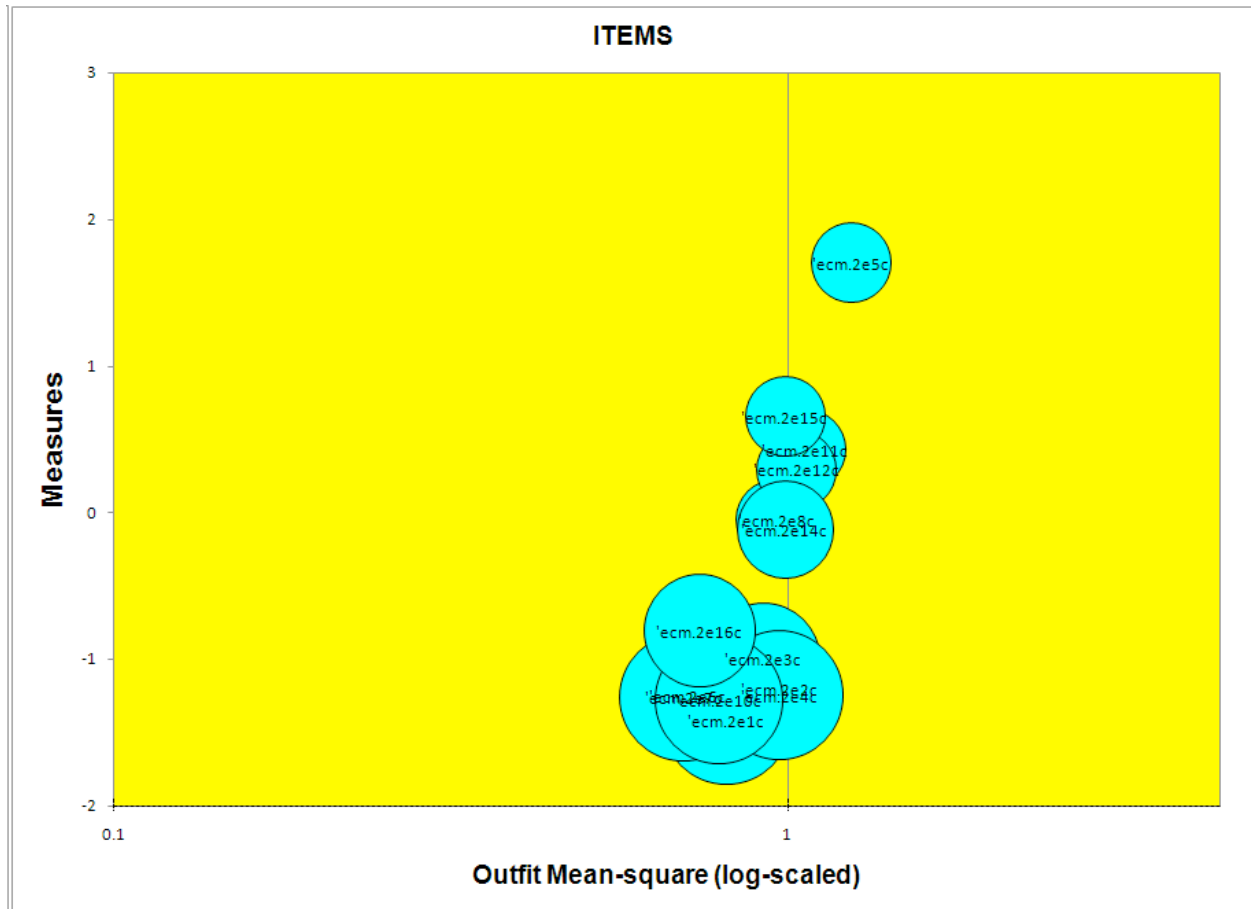 ITEMS
3
2
'ecm.2e5c
1
'ecm.2e15c
'ecm.2e11c
'ecm.2e12c
Measures
0
'ecm.2e8c
'ecm.2e14c
'ecm.2e16c
-1
'ecm.2e3c
'ecm.2e2c
'ecm.2e4c
'ecm.2e10c
'ecm.2e1c
-2
0.1
1
Outfit Mean-square (log-scaled)